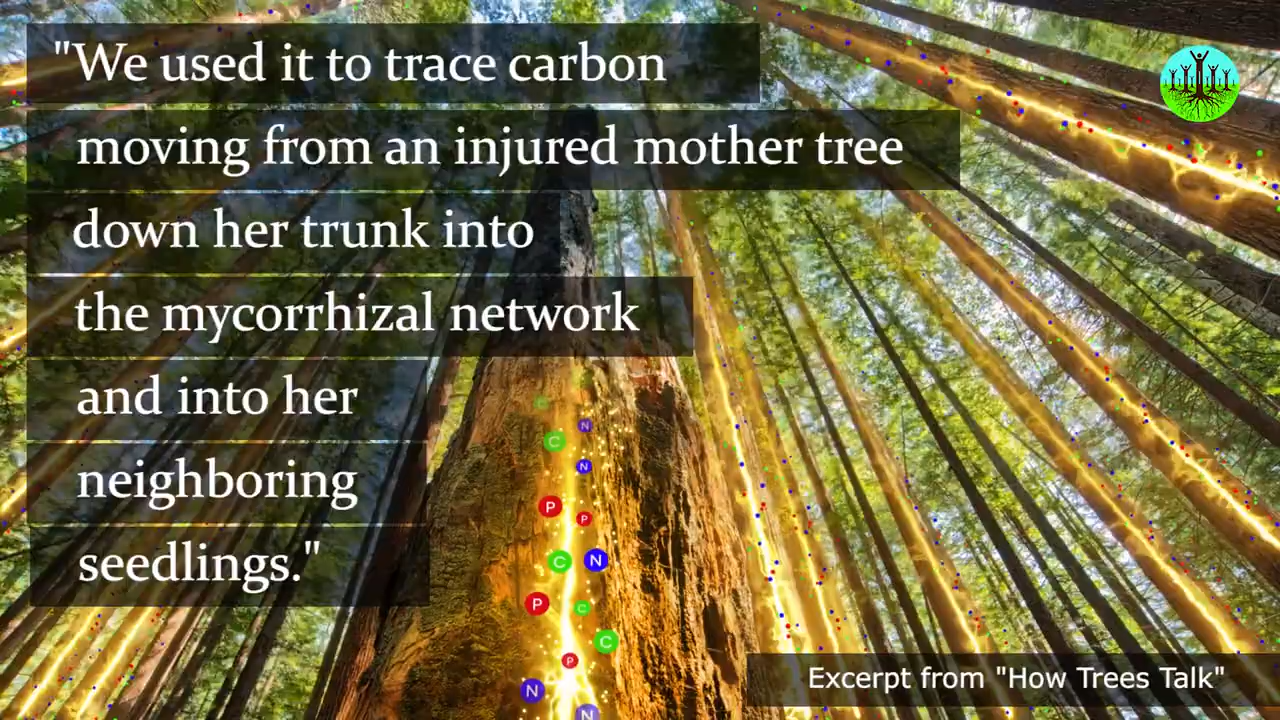 "We used it to trace carbon
moving from an injured mother tree
down her trunk into
the mycorrhizal network
and into her
neighboring
seedlings."
N
C
N
P
P
C
N
P
C
C
P
N
N
Excerpt from "How Trees Talk"